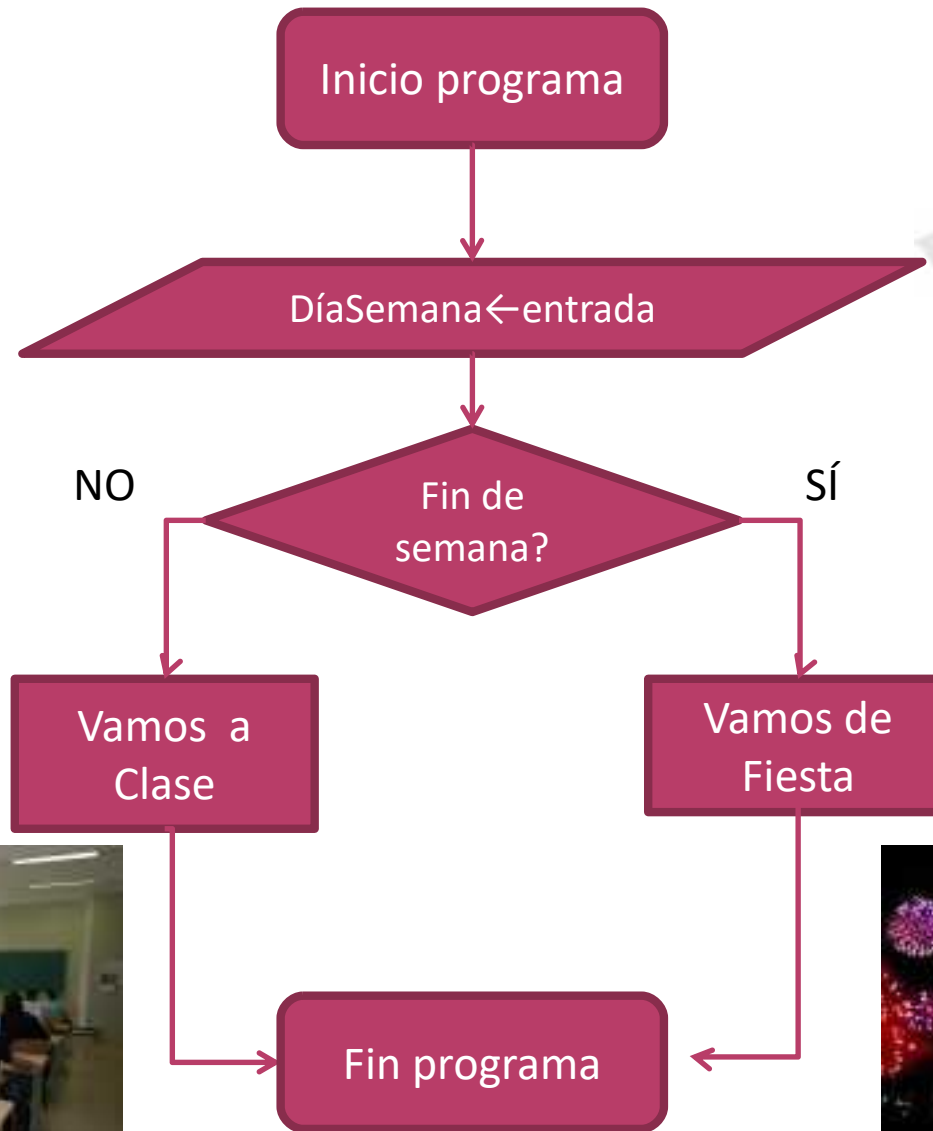 Inicio programa
DíaSemana←entrada
NO
SÍ
Fin de
semana?
Vamos a
Clase
Vamos de
Fiesta
Fin programa